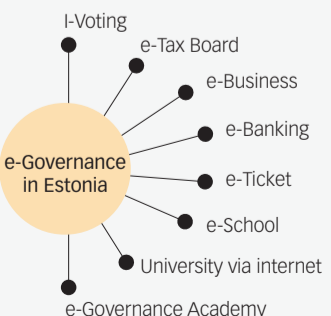 I-Voting
e-Tax Board
e-Business
e-Banking
e-Governance
in Estonia
e-Ticket
e-School
University via internet
e-Governance Academy